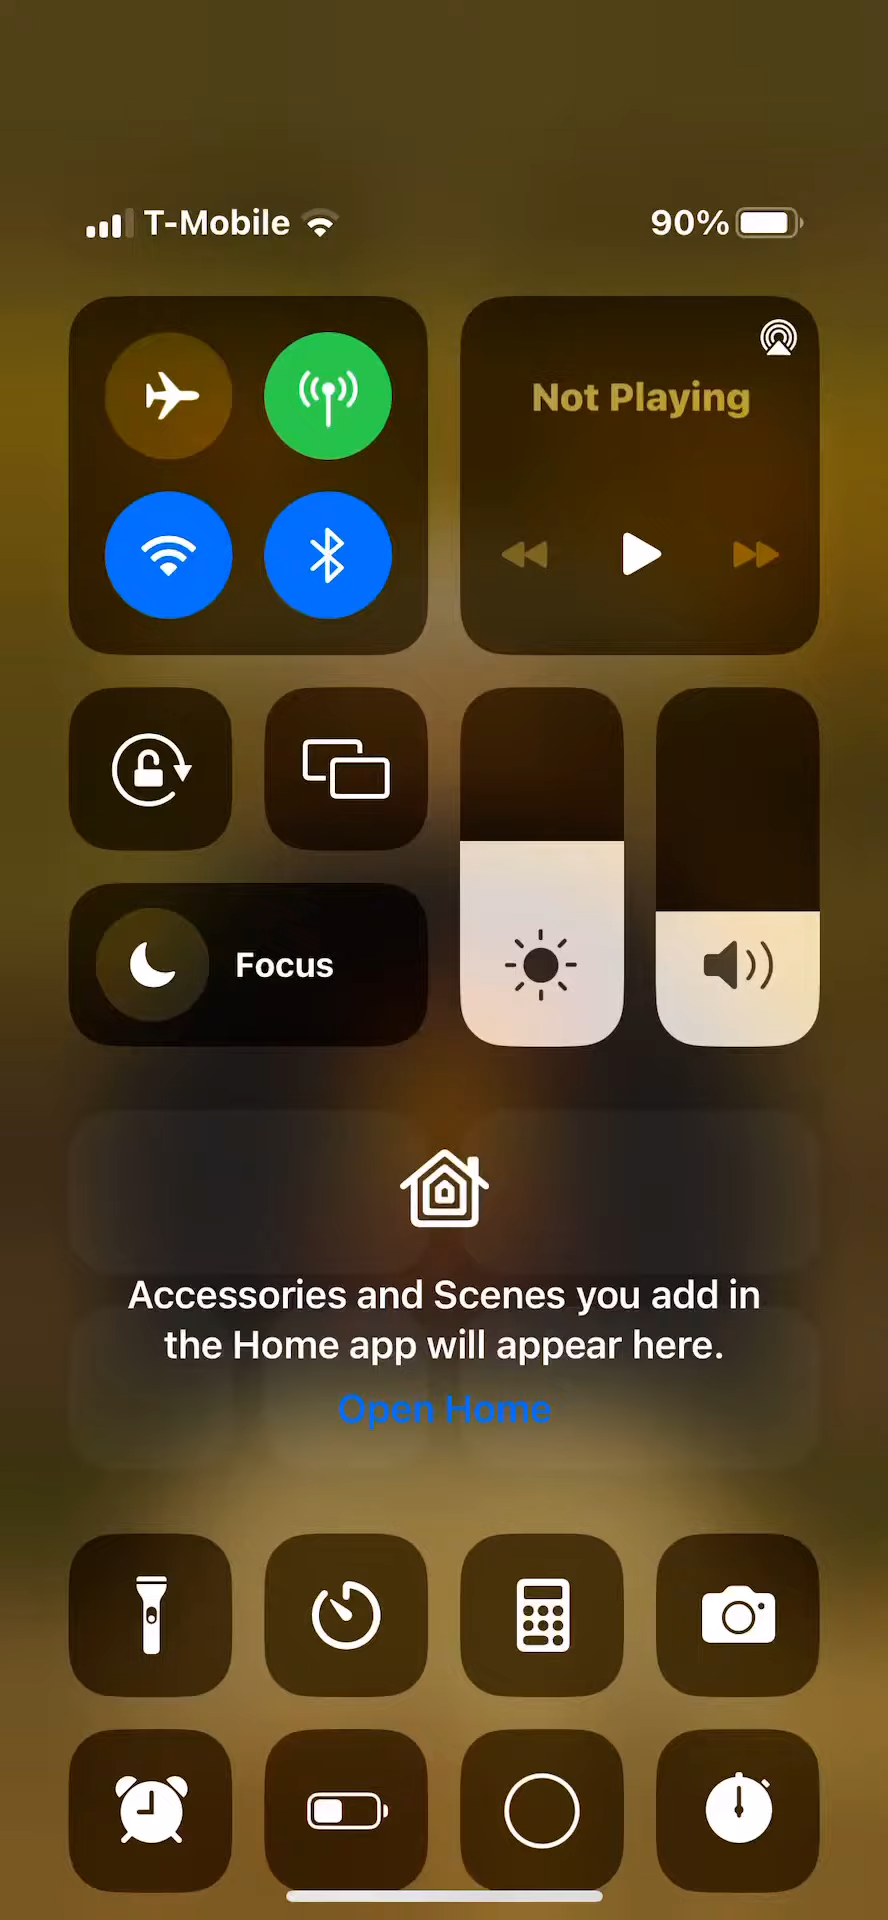 T-Mobile 90%
Not Playing
Focus
Accessories and Scenes you add in
the Home app will appear here.
Open Home